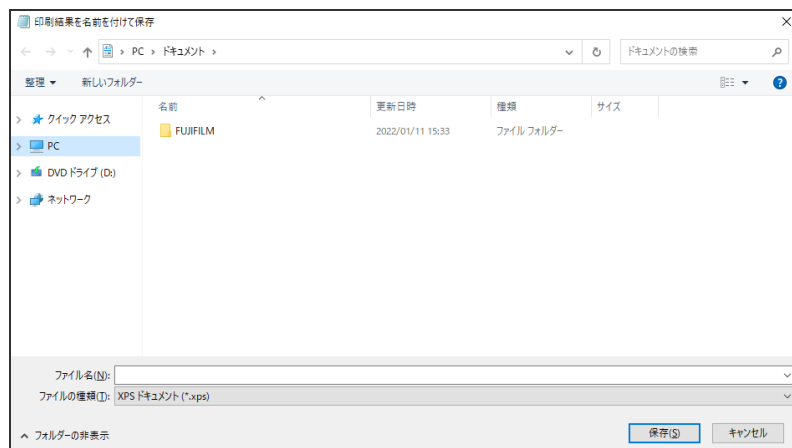 印刷結果を名前を付けて保存
PC › ドキュメント ›
ドキュメントの検索
整理 新しいフォルダー
名前 更新日時 種類 サイズ
クイック アクセス
FUJIFILM 2022/01/11 15:33 ファイル フォルダー
PC
DVD ドライブ (D:)
ネットワーク
ファイル名(N):
ファイルの種類(T): XPS ドキュメント (*.xps)
フォルダーの非表示
保存(S) キャンセル